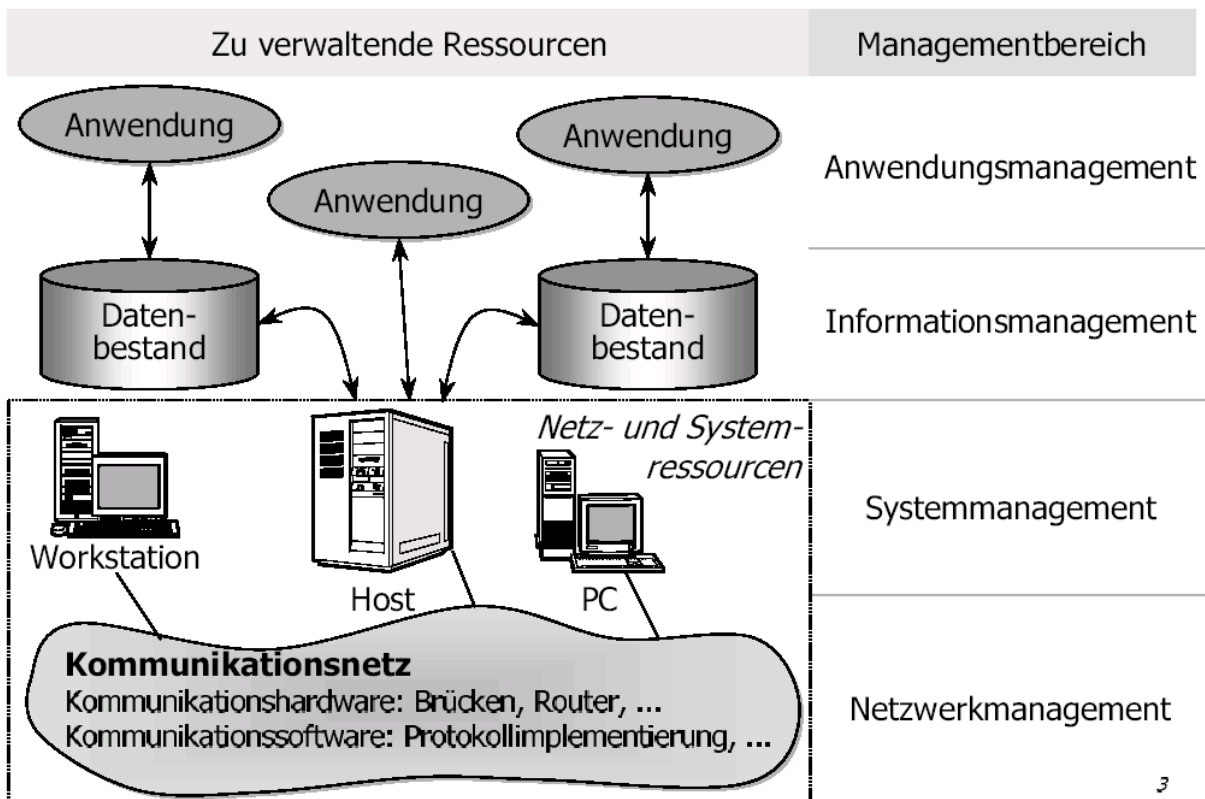 Zu verwaltende Ressourcen
Managementbereich
Anwendung
Anwendung
Anwendung
Anwendungsmanagement
Daten-
bestand
Daten-
bestand
Informationsmanagement
Netz- und System-
ressourcen
Workstation
Host
PC
Systemmanagement
Kommunikationsnetz
Kommunikationshardware: Brücken, Router, ...
Kommunikationssoftware: Protokollimplementierung, ...
Netzwerkmanagement
3